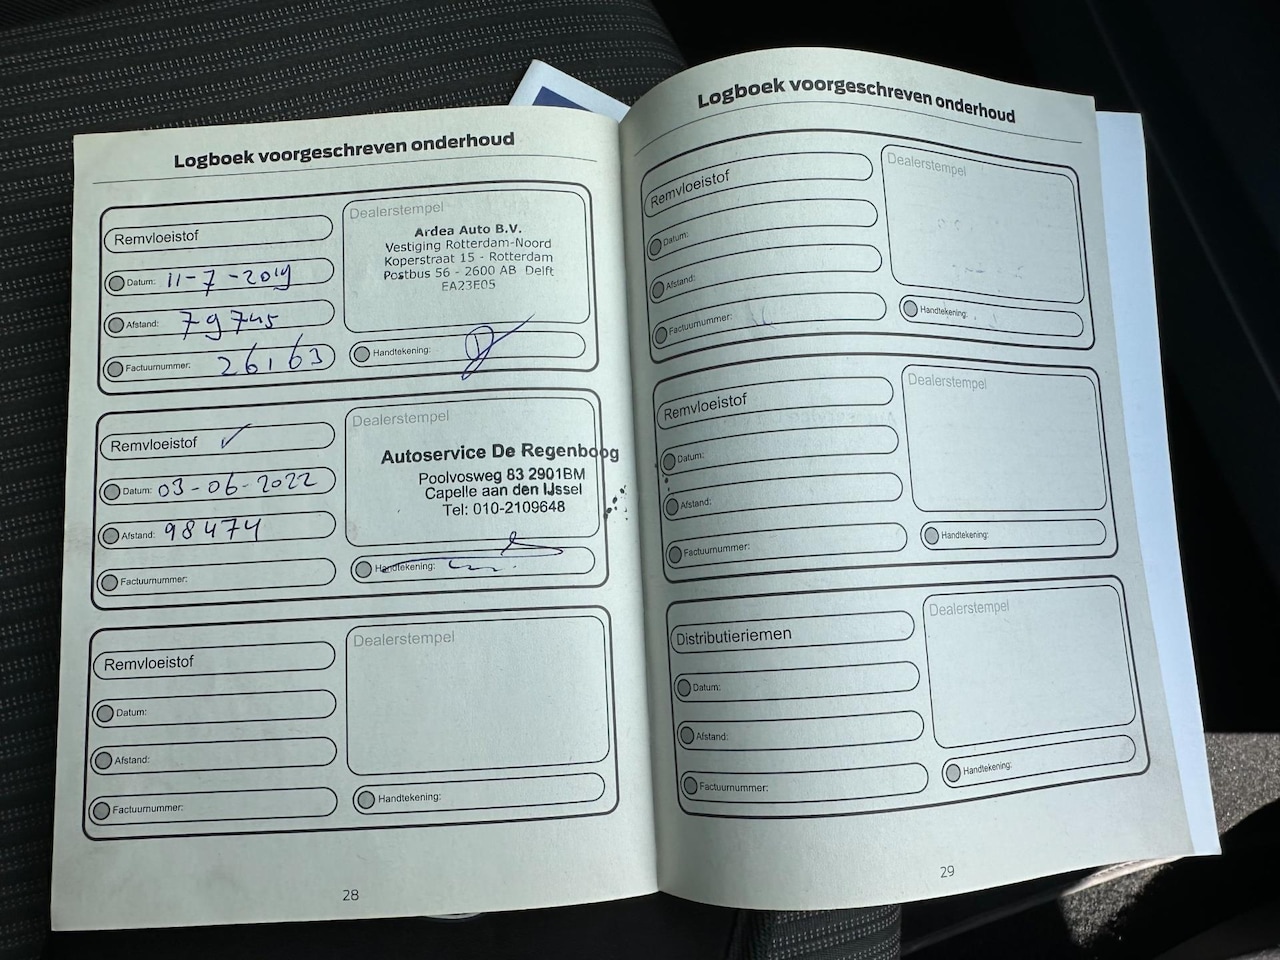 Logboek voorgeschreven onderhoud
Remvloeistof
Datum: 11-7-2019
Afstand: 79745
Factuurnummer: 26163
Dealerstempel
Ardea Auto B.V.
Vestiging Rotterdam-Noord
Koperstraat 15 - Rotterdam
Postbus 56 - 2600 AB Delft
EA23E05
Handtekening:
Remvloeistof ✓
Datum: 03-06-2022
Afstand: 98474
Factuurnummer:
Dealerstempel
Autoservice De Regenboog
Poolvosweg 83 2901BM
Capelle aan den IJssel
Tel: 010-2109648
Handtekening:
Remvloeistof
Datum:
Afstand:
Factuurnummer:
Dealerstempel
Handtekening:
28
Logboek voorgeschreven onderhoud
Remvloeistof
Datum:
Afstand:
Factuurnummer:
Dealerstempel
Handtekening:
Remvloeistof
Datum:
Afstand:
Factuurnummer:
Dealerstempel
Handtekening:
Distributieriemen
Datum:
Afstand:
Factuurnummer:
Dealerstempel
Handtekening:
29